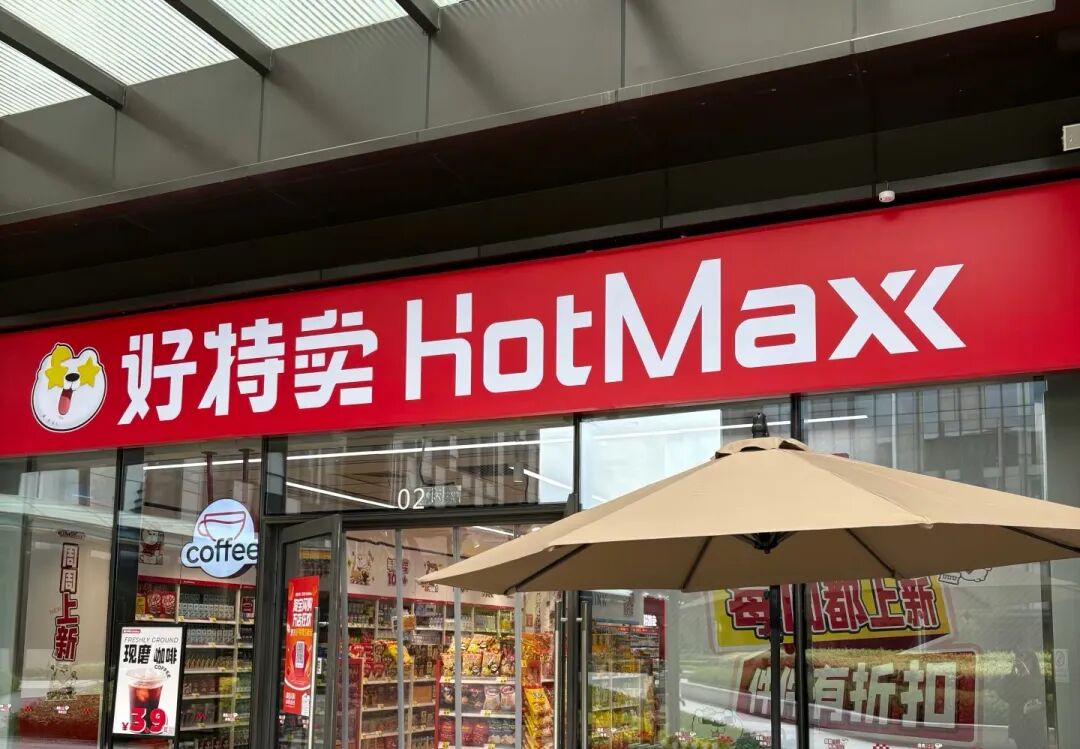 好特卖 HotMaxx
02
coffee
周周上新
FRESHLY GROUND
现磨 咖啡
COFFEE
¥3.9
每周都上新
件件有折扣